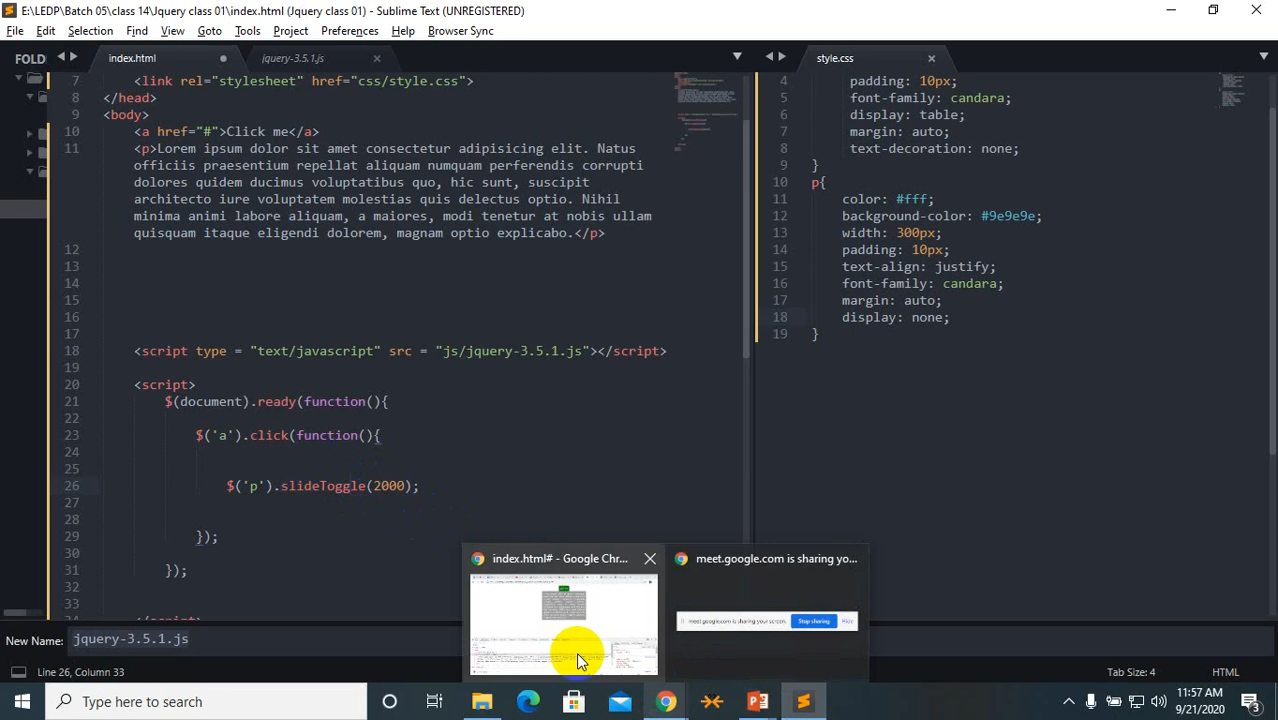 E:\LEDP\Batch 05\class 14\Jquery class 01\index.html (Jquery class 01) - Sublime Text (UNREGISTERED)
File Edit Selection Find View Goto Tools Project Preferences Help Browser Sync
FOLD
index.html
jquery-3.5.1.js
style.css
7 <link rel="stylesheet" href="css/style.css">
8 </head>
9 <body>
10 <a href="#">Click me</a>
11 <p>Lorem ipsum dolor sit amet consectetur adipisicing elit. Natus
officiis praesentium repellat aliquam numquam perferendis corrupti
dolores quidem ducimus voluptatibus quo, hic sunt, suscipit
architecto iure voluptatem molestias quis delectus optio. Nihil
minima animi labore aliquam, a maiores, modi tenetur at nobis ullam
quisquam itaque eligendi dolorem, magnam optio explicabo.</p>
12
13
14
15
16
17
18 <script type = "text/javascript" src = "js/jquery-3.5.1.js"></script>
19
20 <script>
21 $(document).ready(function(){
22
23 $('a').click(function(){
24
25
26 $('p').slideToggle(2000);
27
28
29 });
30
31 });
32
33
4 padding: 10px;
5 font-family: candara;
6 display: table;
7 margin: auto;
8 text-decoration: none;
9 }
10 p{
11 color: #fff;
12 background-color: #9e9e9e;
13 width: 300px;
14 padding: 10px;
15 text-align: justify;
16 font-family: candara;
17 margin: auto;
18 display: none;
19 }
index.html# - Google Chr...
meet.google.com is sharing yo...
meet.google.com is sharing your screen.
Stop sharing
Hide
New Name: jquery-3.5.1.js
Line 26, Column 33
Tab Size: 4
HTML
Type here to search
11:57 AM
9/21/2020
3